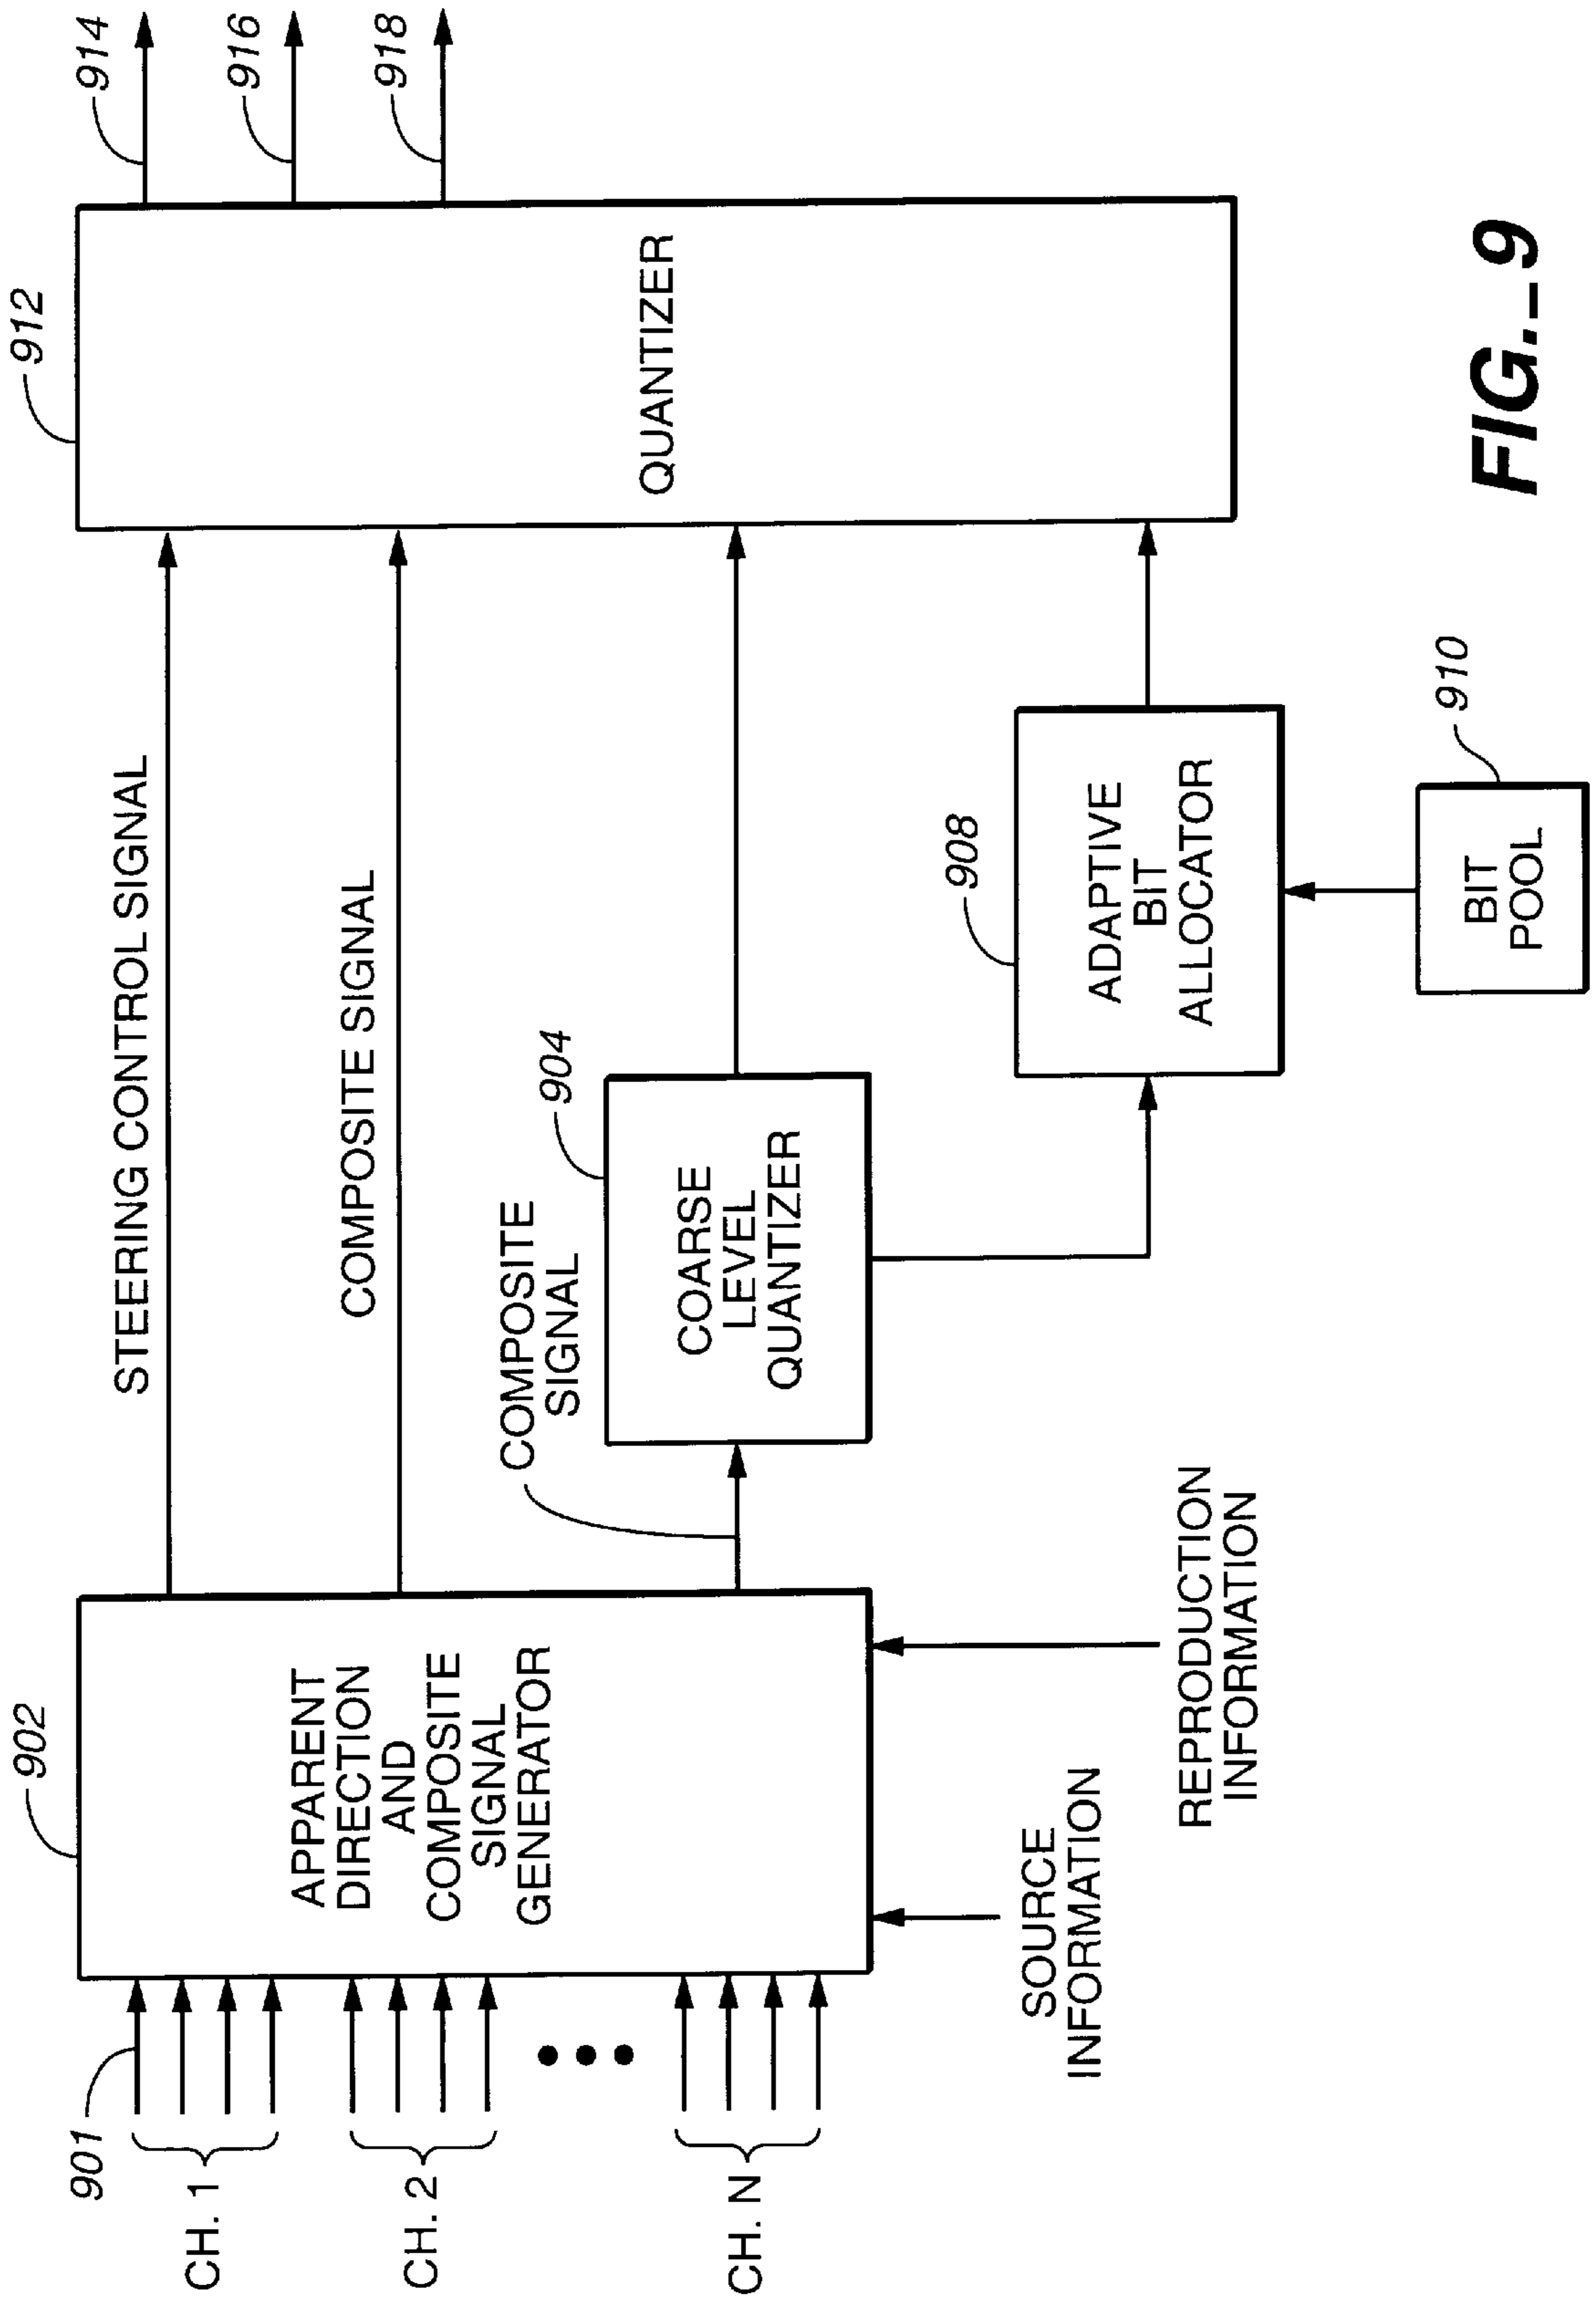 901
CH. 1
CH. 2
CH. N
902
APPARENT
DIRECTION
AND
COMPOSITE
SIGNAL
GENERATOR
SOURCE
INFORMATION
REPRODUCTION
INFORMATION
STEERING CONTROL SIGNAL
COMPOSITE SIGNAL
COMPOSITE
SIGNAL
904
COARSE
LEVEL
QUANTIZER
908
ADAPTIVE
BIT
ALLOCATOR
910
BIT
POOL
912
QUANTIZER
914
916
918
FIG._9